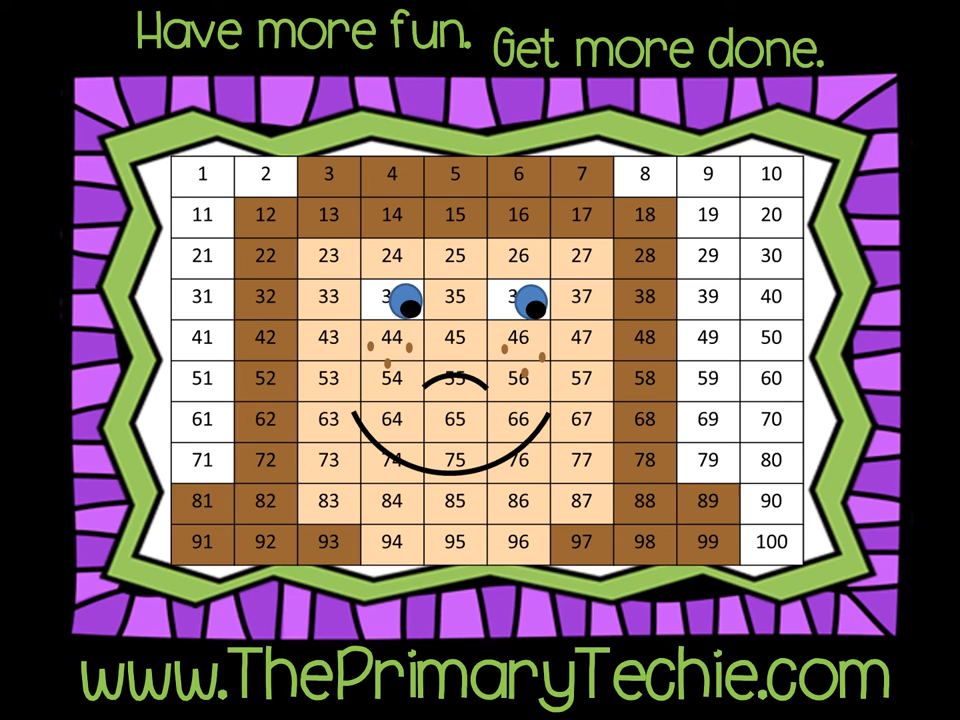 Have more fun. Get more done.
1 2 3 4 5 6 7 8 9 10
11 12 13 14 15 16 17 18 19 20
21 22 23 24 25 26 27 28 29 30
31 32 33 3 35 3 37 38 39 40
41 42 43 44 45 46 47 48 49 50
51 52 53 54 55 56 57 58 59 60
61 62 63 64 65 66 67 68 69 70
71 72 73 74 75 76 77 78 79 80
81 82 83 84 85 86 87 88 89 90
91 92 93 94 95 96 97 98 99 100
www.ThePrimaryTechie.com